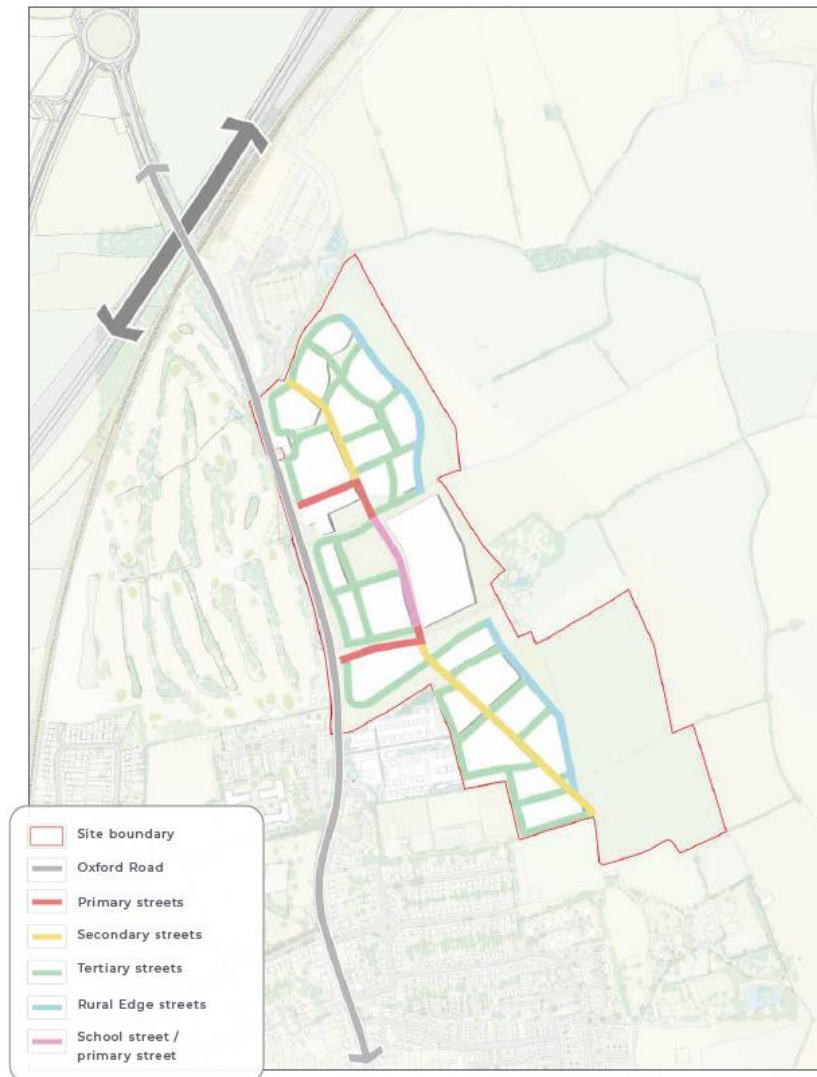 Site boundary
Oxford Road
Primary streets
Secondary streets
Tertiary streets
Rural Edge streets
School street /
primary street